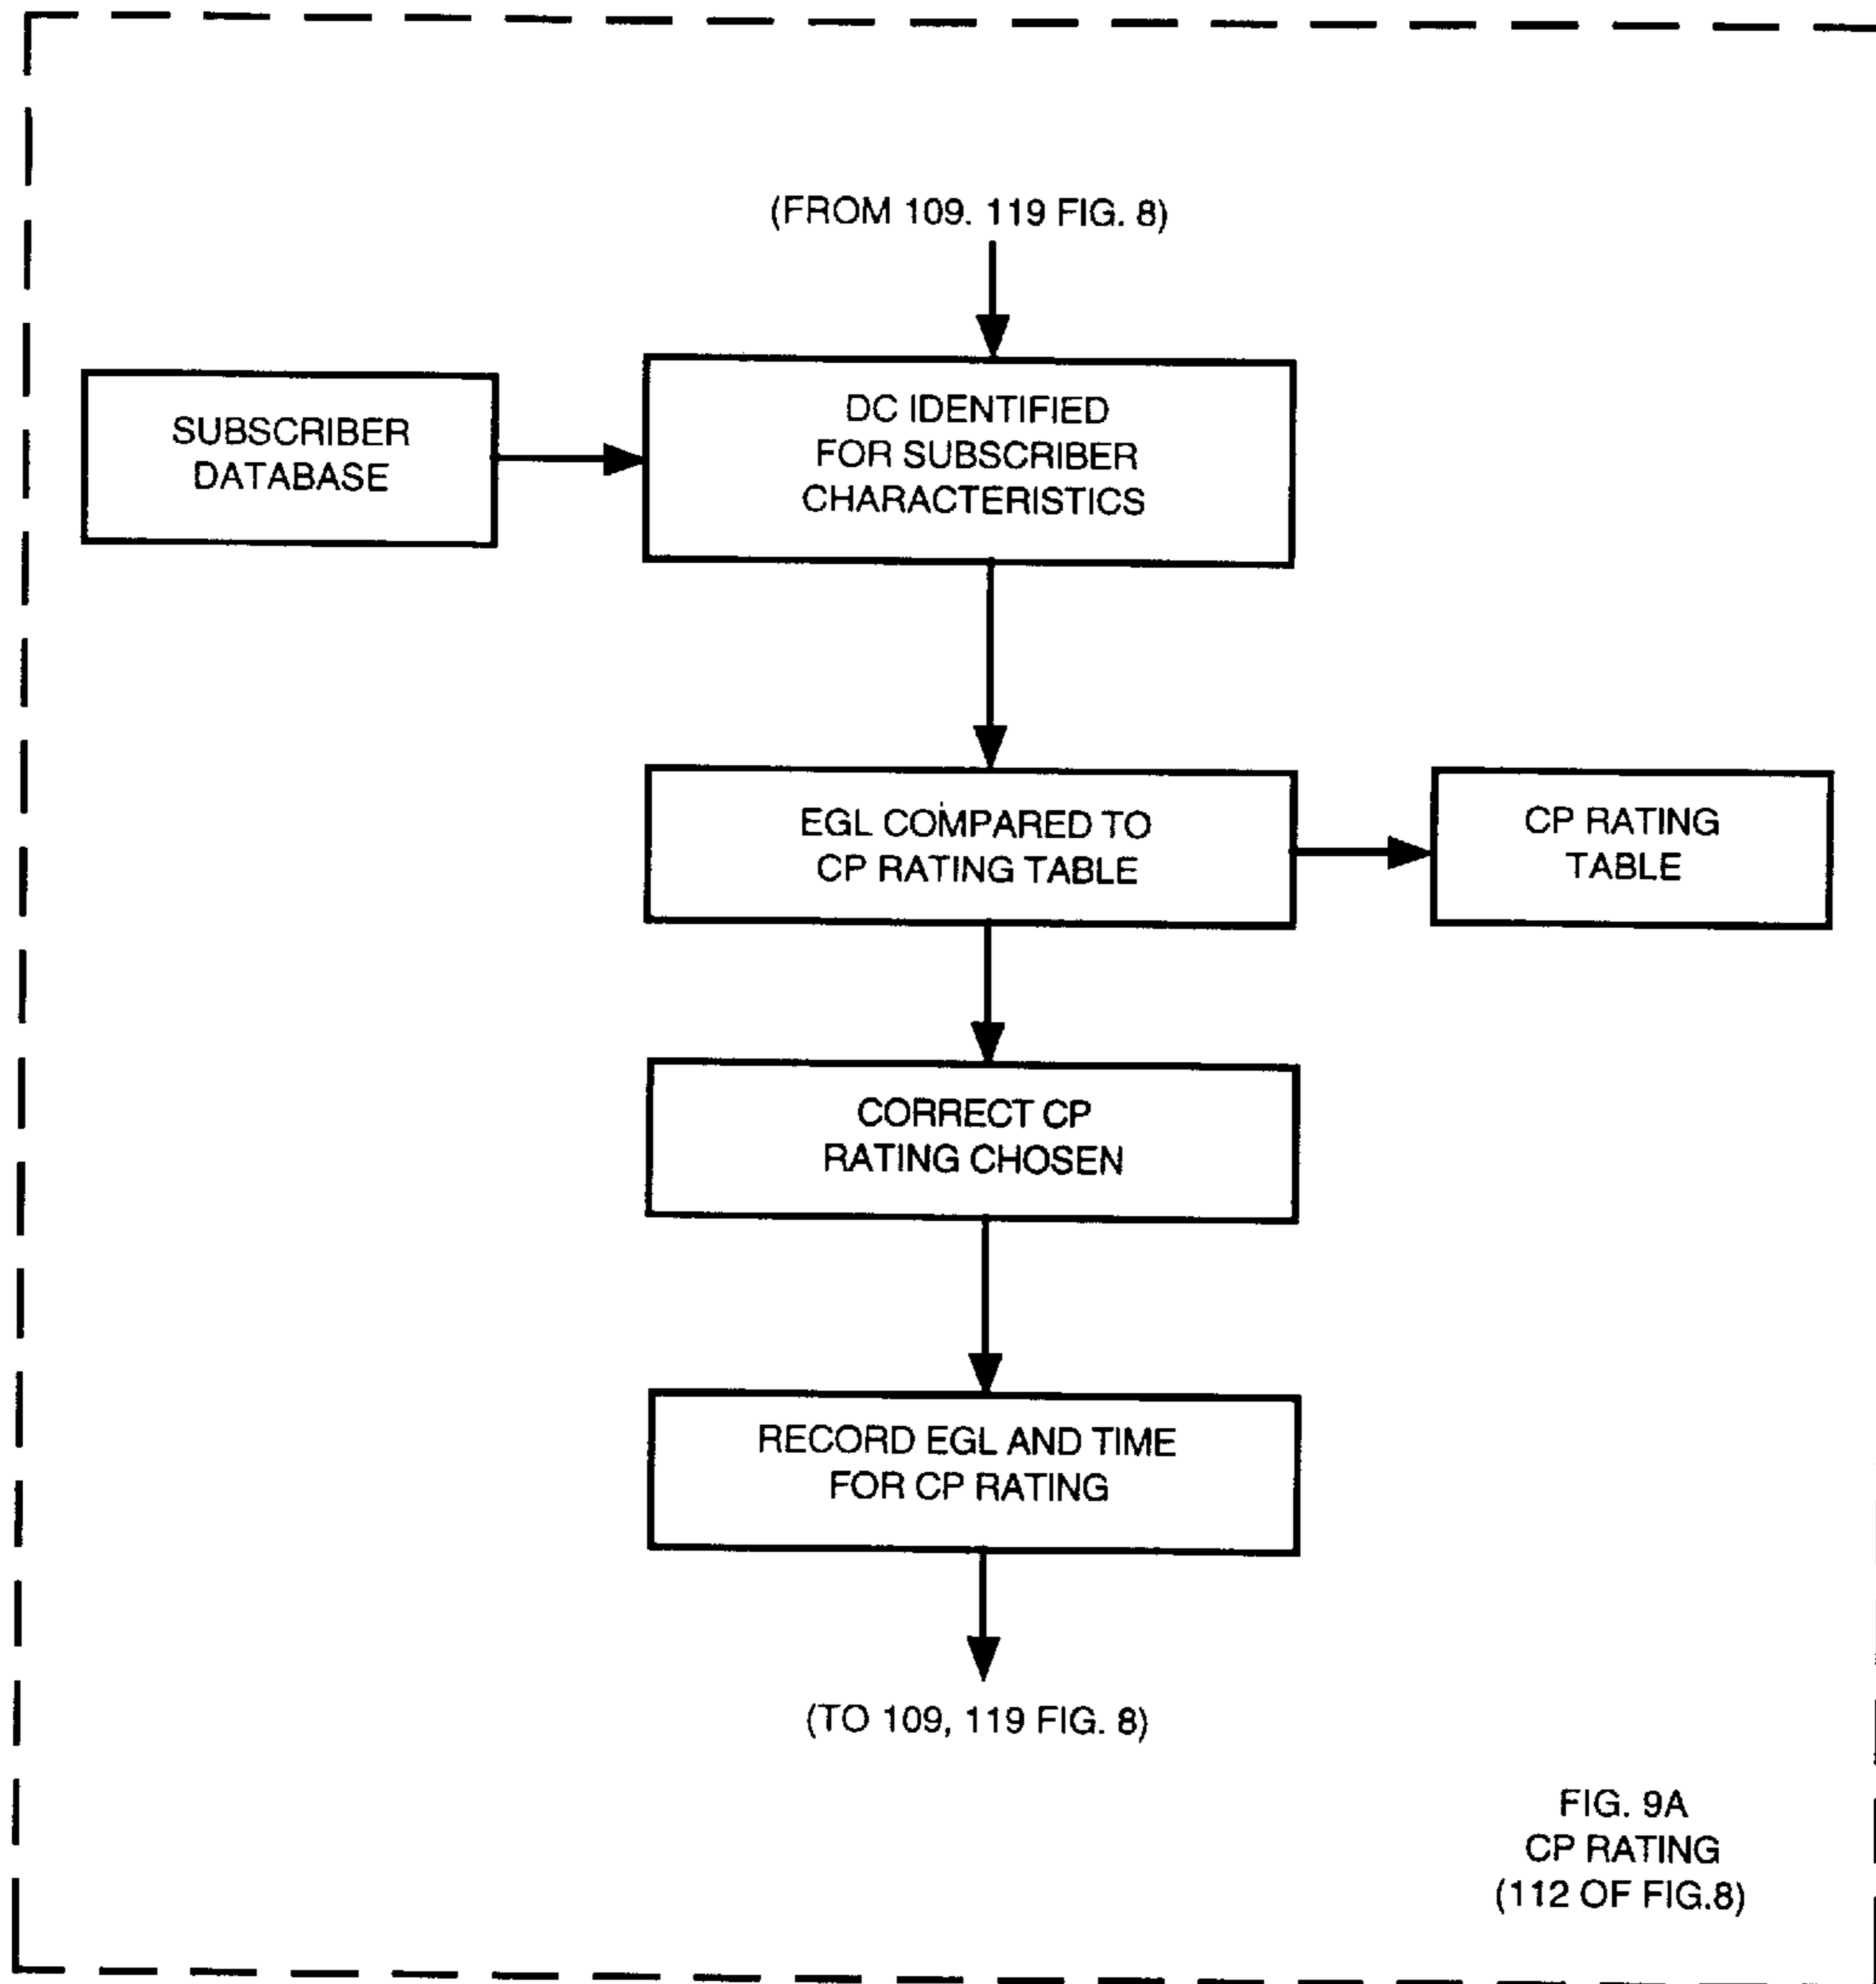 (FROM 109. 119 FIG. 8)
SUBSCRIBER
DATABASE
DC IDENTIFIED
FOR SUBSCRIBER
CHARACTERISTICS
EGL COMPARED TO
CP RATING TABLE
CP RATING
TABLE
CORRECT CP
RATING CHOSEN
RECORD EGL AND TIME
FOR CP RATING
(TO 109, 119 FIG. 8)
FIG. 9A
CP RATING
(112 OF FIG.8)